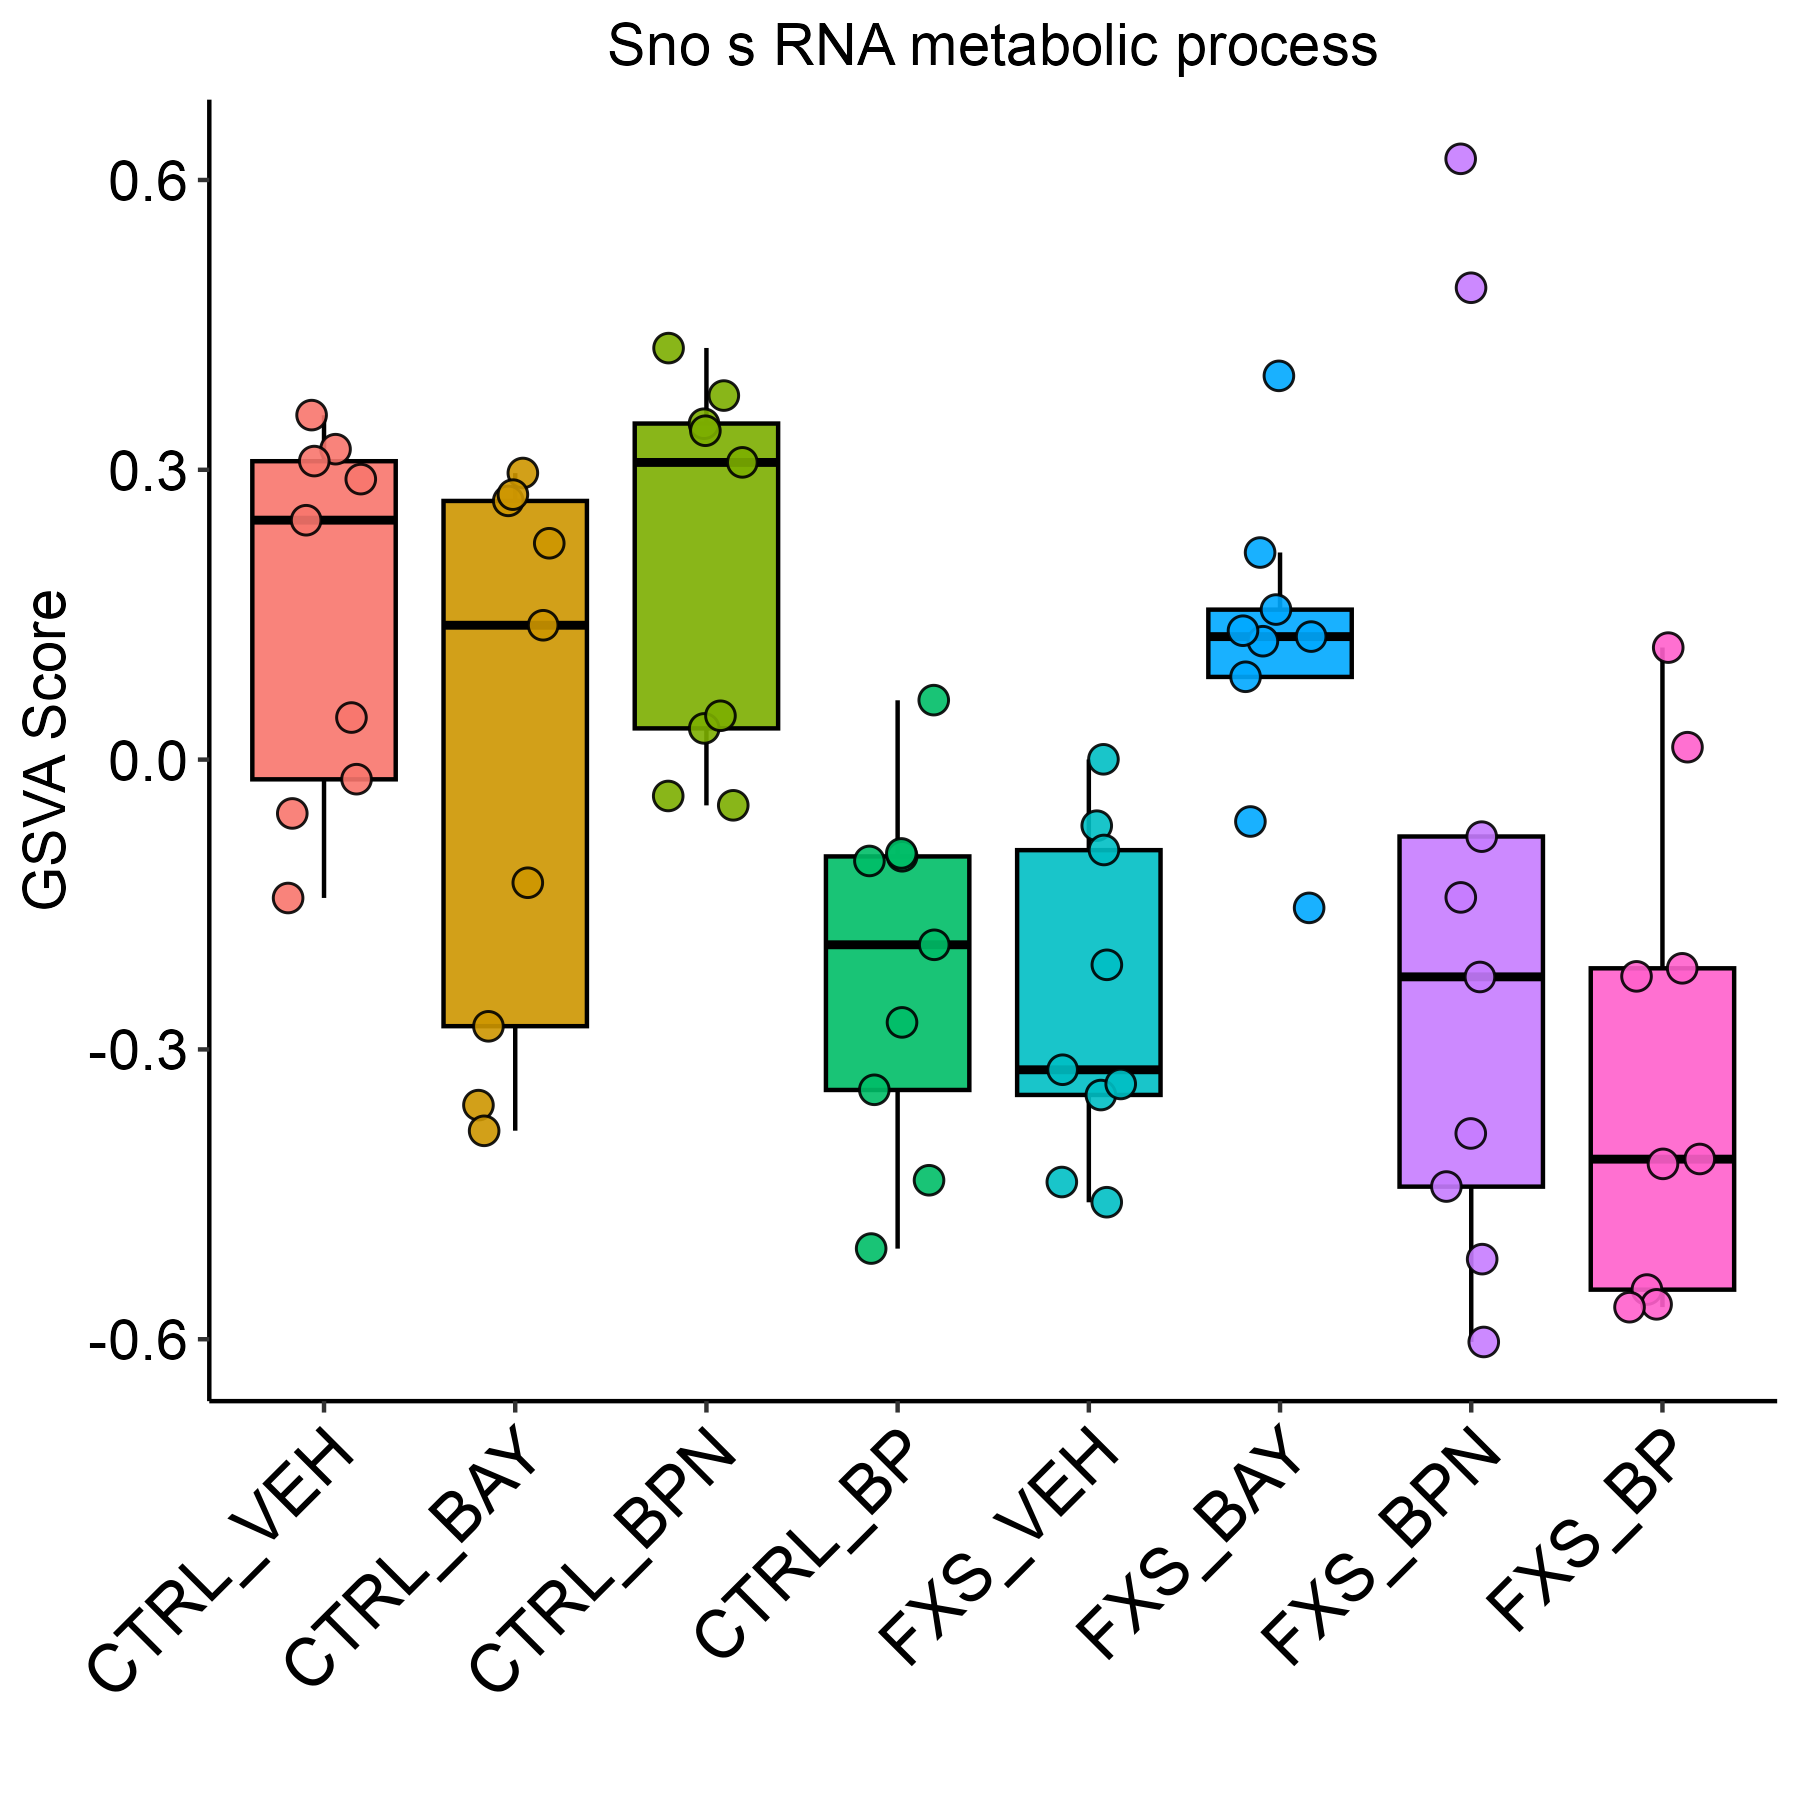 Sno s RNA metabolic process
GSVA Score
0.6
0.3
0.0
-0.3
-0.6
CTRL_VEH
CTRL_BAY
CTRL_BPN
CTRL_BP
FXS_VEH
FXS_BAY
FXS_BPN
FXS_BP